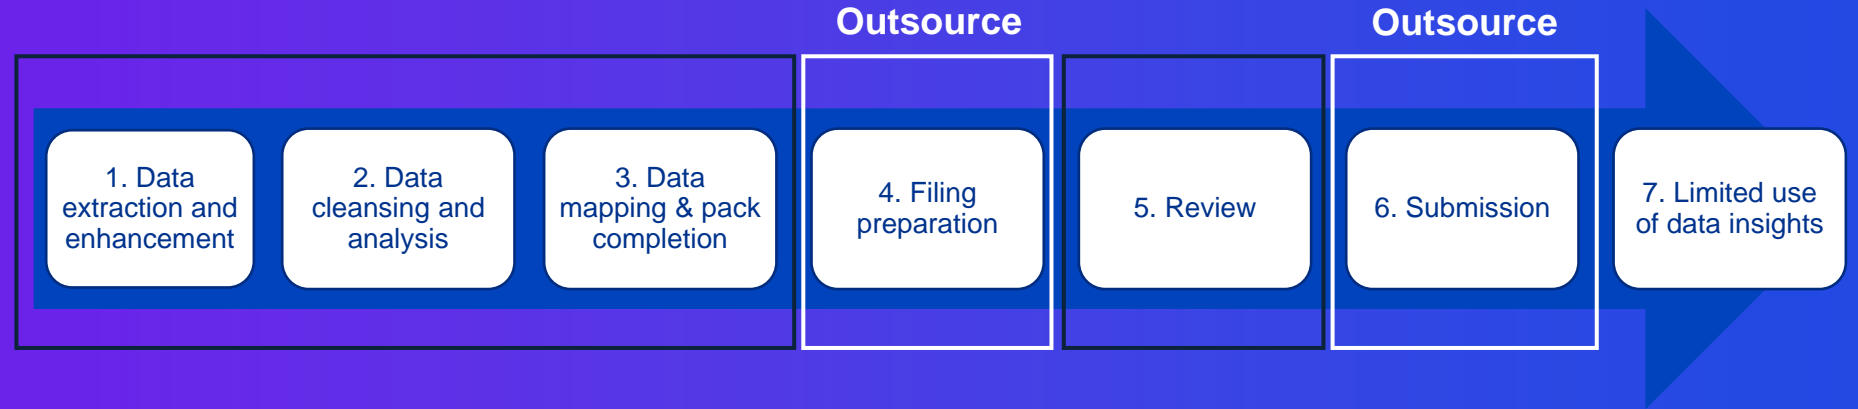 Outsource
Outsource
1. Data
extraction and
enhancement
2. Data
cleansing and
analysis
3. Data
mapping & pack
completion
4. Filing
preparation
5. Review
6. Submission
7. Limited use
of data insights